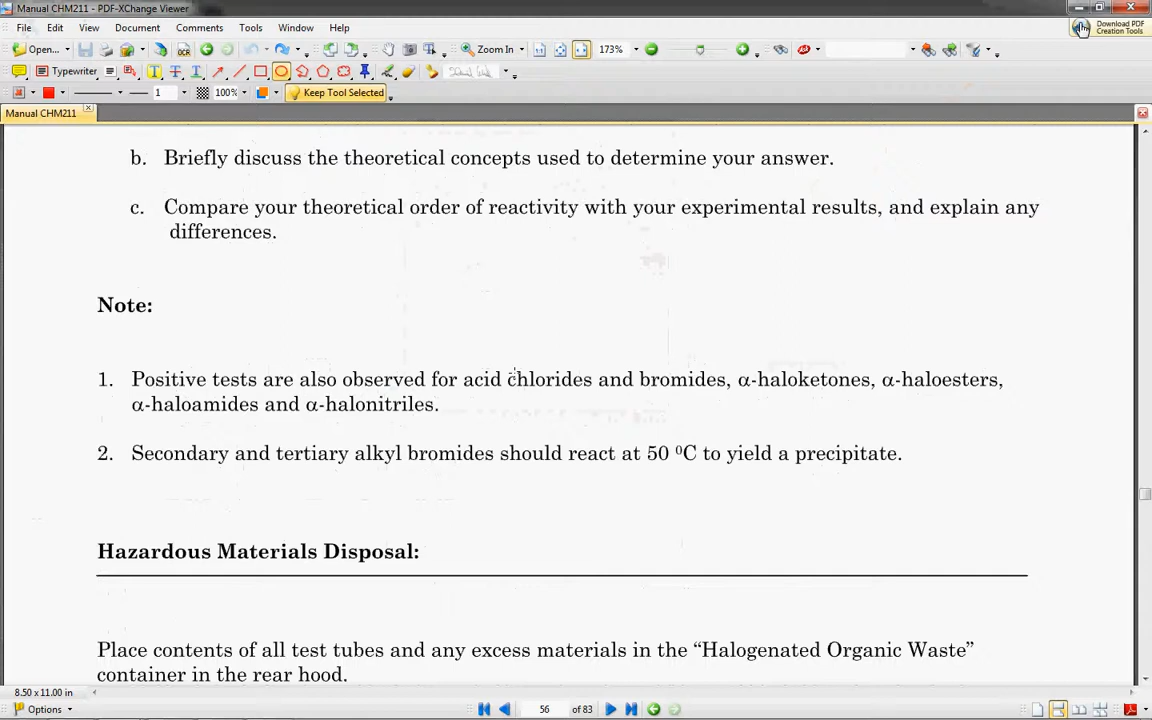 Manual CHM211 - PDF-XChange Viewer
File Edit View Document Comments Tools Window Help
Download PDF
Creation Tools
Open... OCR Zoom In 173%
Typewriter
1 100% Keep Tool Selected
Manual CHM211
b. Briefly discuss the theoretical concepts used to determine your answer.
c. Compare your theoretical order of reactivity with your experimental results, and explain any
differences.
Note:
1. Positive tests are also observed for acid chlorides and bromides, α-haloketones, α-haloesters,
α-haloamides and α-halonitriles.
2. Secondary and tertiary alkyl bromides should react at 50 ⁰C to yield a precipitate.
Hazardous Materials Disposal:
Place contents of all test tubes and any excess materials in the “Halogenated Organic Waste”
container in the rear hood.
8.50 x 11.00 in
Options 56 of 83